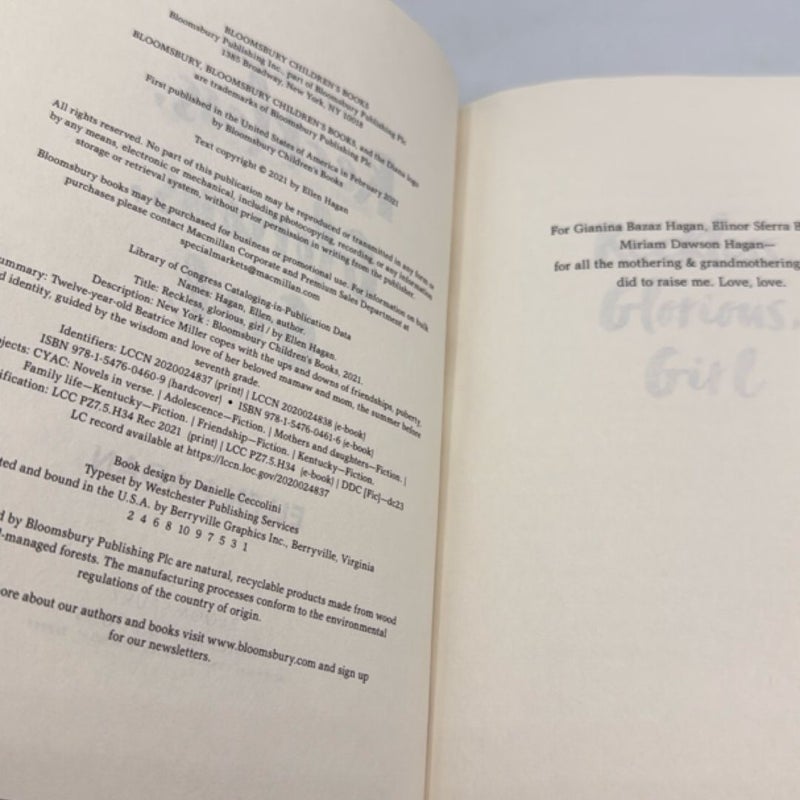 BLOOMSBURY CHILDREN'S BOOKS
Bloomsbury Publishing Inc., part of Bloomsbury Publishing Plc
1385 Broadway, New York, NY 10018
BLOOMSBURY, BLOOMSBURY CHILDREN'S BOOKS, and the Diana logo
are trademarks of Bloomsbury Publishing Plc
First published in the United States of America in February 2021
by Bloomsbury Children's Books
Text copyright © 2021 by Ellen Hagan
All rights reserved. No part of this publication may be reproduced or transmitted in any form or
by any means, electronic or mechanical, including photocopying, recording, or any information
storage or retrieval system, without prior permission in writing from the publisher.
Bloomsbury books may be purchased for business or promotional use. For information on bulk
purchases please contact Macmillan Corporate and Premium Sales Department at
specialmarkets@macmillan.com
Library of Congress Cataloging-in-Publication Data
Names: Hagan, Ellen, author.
Title: Reckless, glorious, girl / by Ellen Hagan.
Description: New York : Bloomsbury Children's Books, 2021.
ummary: Twelve-year-old Beatrice Miller copes with the ups and downs of friendships, puberty,
d identity, guided by the wisdom and love of her beloved mamaw and mom, the summer before
seventh grade.
Identifiers: LCCN 2020024837 (print) | LCCN 2020024838 (e-book)
ISBN 978-1-5476-0460-9 (hardcover) • ISBN 978-1-5476-0461-6 (e-book)
jects: CYAC: Novels in verse. | Adolescence—Fiction. | Mothers and daughters—Fiction. |
Family life—Kentucky—Fiction. | Friendship—Fiction. | Kentucky—Fiction.
ification: LCC PZ7.5.H34 Rec 2021 (print) | LCC PZ7.5.H34 (e-book) | DDC [Fic]—dc23
LC record available at https://lccn.loc.gov/2020024837
Book design by Danielle Ceccolini
Typeset by Westchester Publishing Services
ted and bound in the U.S.A. by Berryville Graphics Inc., Berryville, Virginia
2 4 6 8 10 9 7 5 3 1
d by Bloomsbury Publishing Plc are natural, recyclable products made from wood
l-managed forests. The manufacturing processes conform to the environmental
regulations of the country of origin.
ore about our authors and books visit www.bloomsbury.com and sign up
for our newsletters.
For Gianina Bazaz Hagan, Elinor Sferra B
Miriam Dawson Hagan—
for all the mothering & grandmothering
did to raise me. Love, love.
Glorious,
Girl